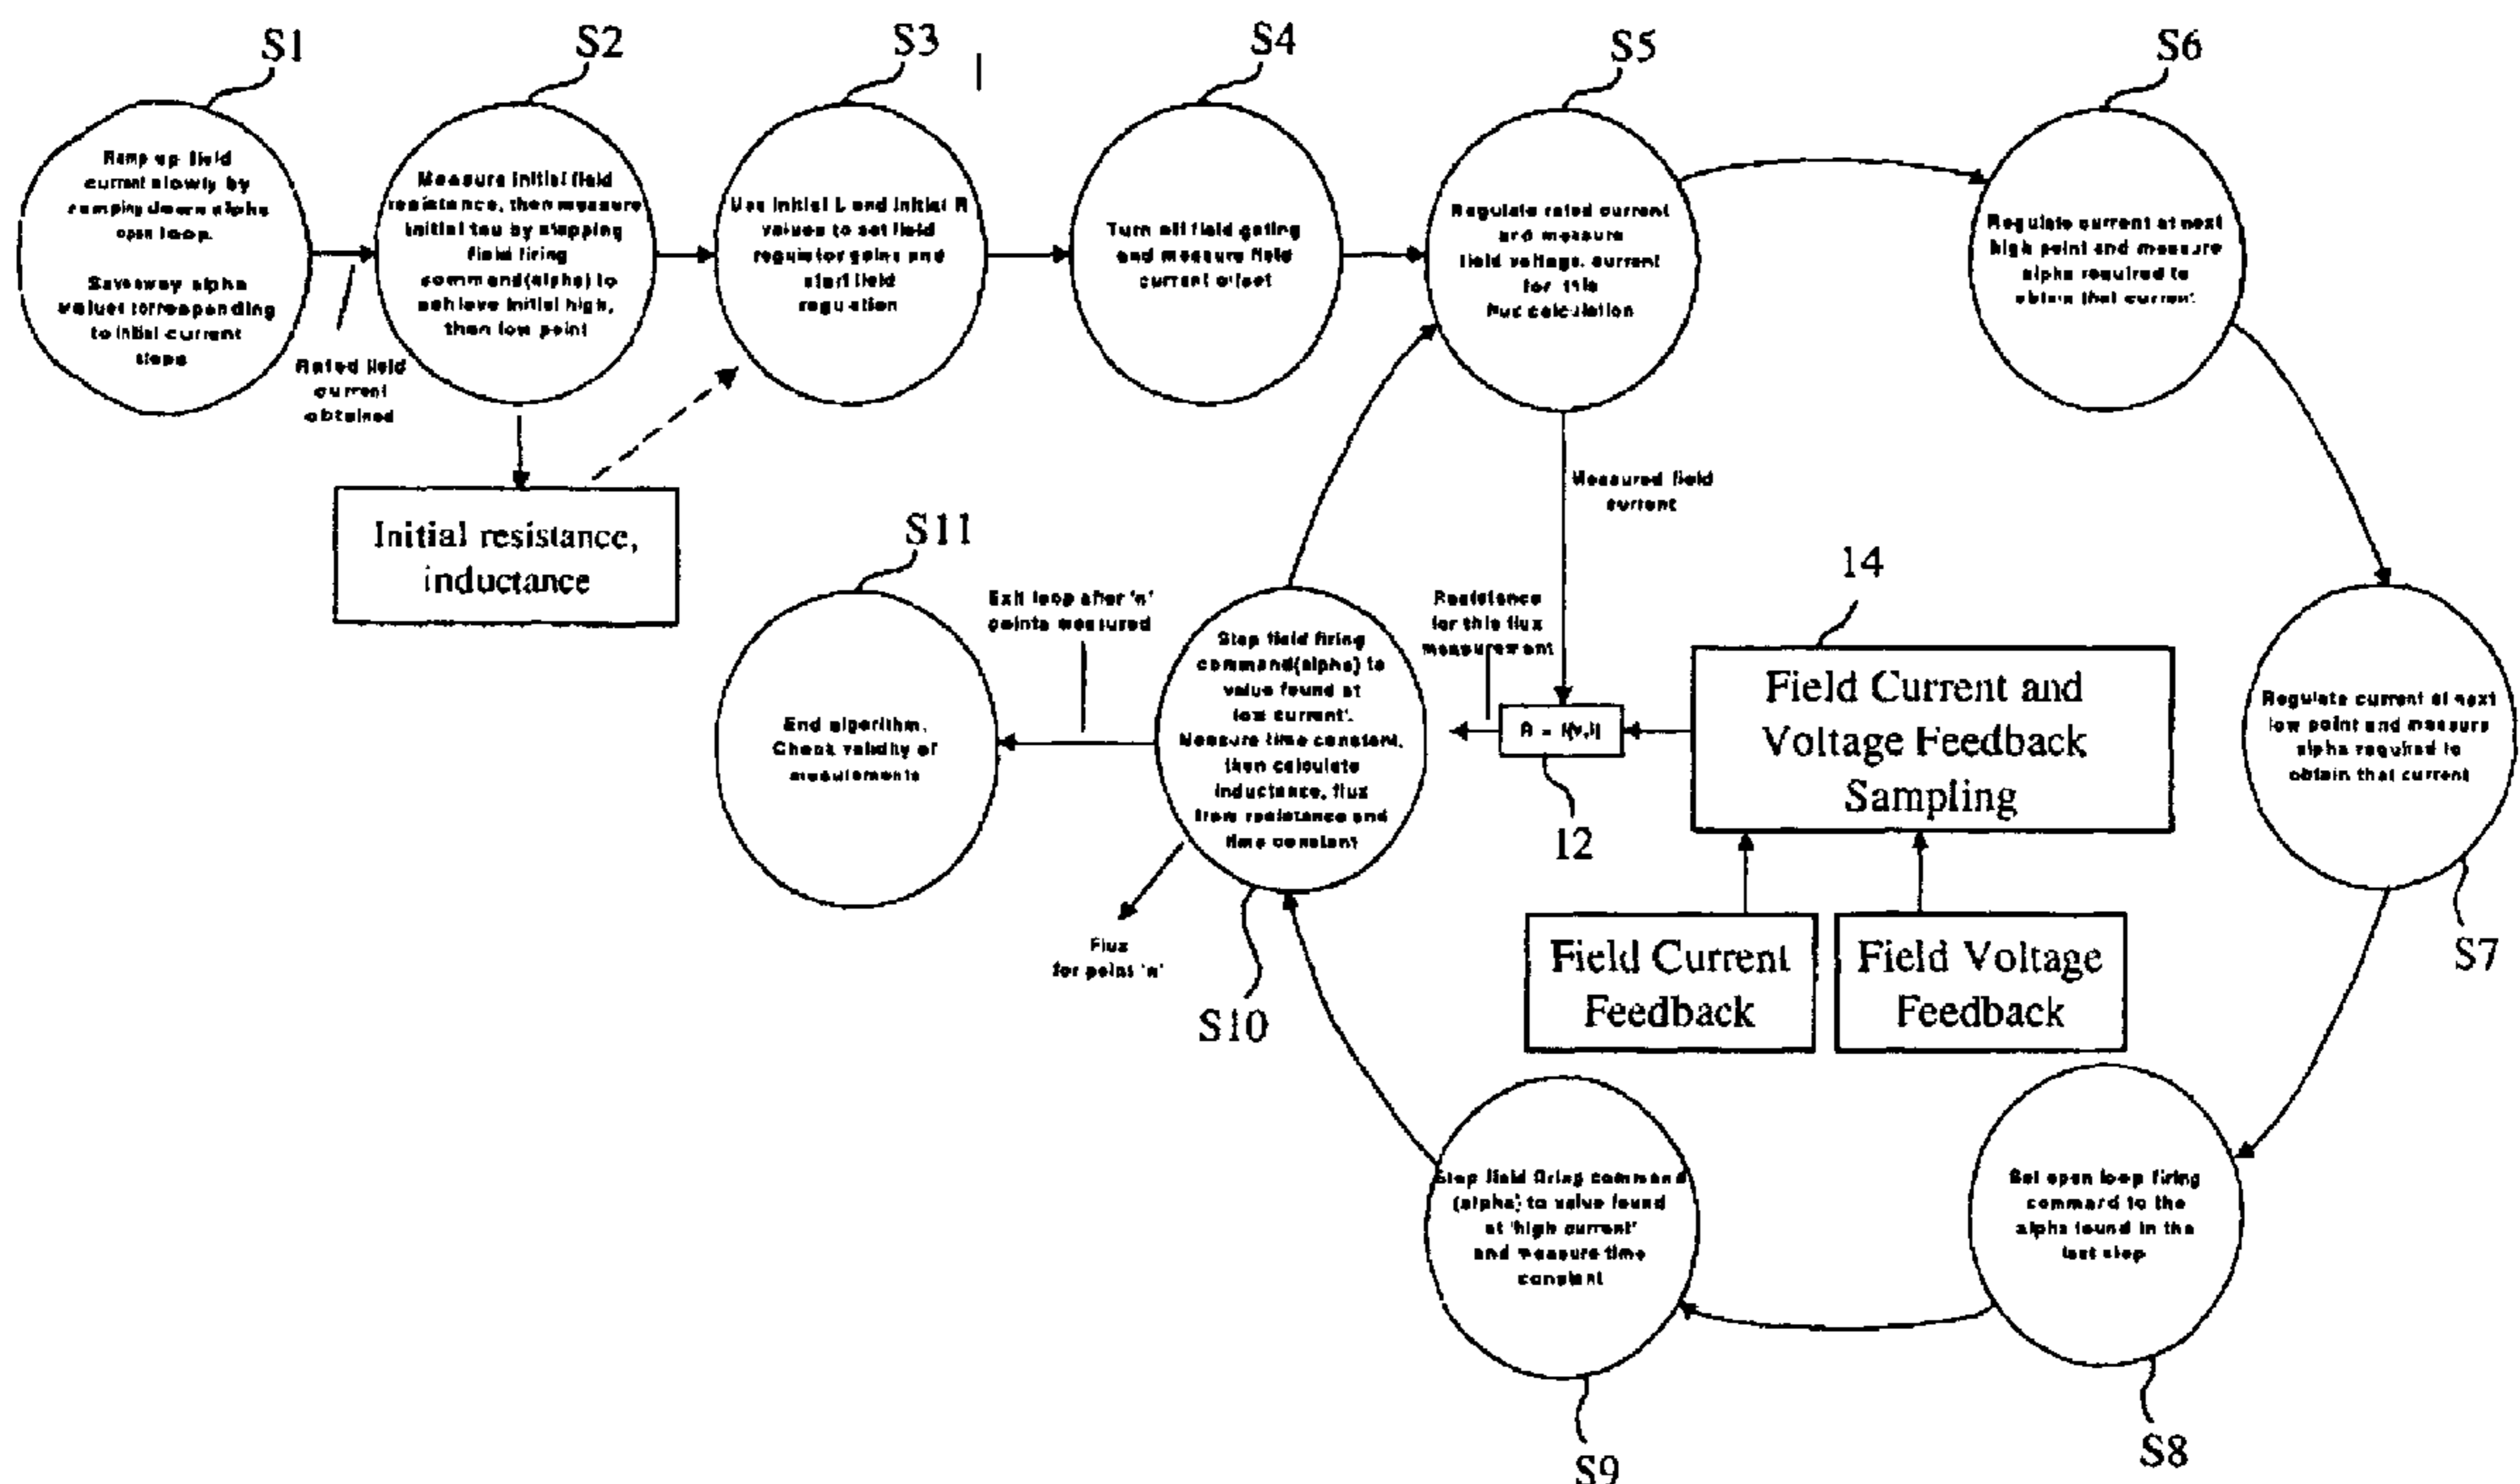 S1
S2
S3
S4
S5
S6
Ramp up field
current slowly by
ramping down alpha
open loop.
Save away alpha
values corresponding
to initial current
steps
Rated field
current
obtained
Measure initial field
resistance, then measure
initial tau by stepping
field firing
command(alpha) to
achieve initial high,
then low point
Use initial L and initial R
values to set field
regulator gains and
start field
regulation
Turn off field gating
and measure field
current offset
Regulate rated current
and measure
field voltage, current
for this
flux calculation
Regulate current at next
high point and measure
alpha required to
obtain that current.
Initial resistance,
inductance
Measured field
current
S11
End algorithm.
Check validity of
Exit loop after 'n'
points measured
Step field firing
command(alpha) to
value found at
low current'.
Measure time constant,
then calculate
inductance, flux
from resistance and
time constant
Resistance
for this flux
measurement
12
14
Field Current and
Voltage Feedback
Sampling
Regulate current at next
low point and measure
alpha required to
obtain that current
S7
Flux
for point 'n'
S10
Field Current
Feedback
Field Voltage
Feedback
Step field firing command
(alpha) to value found
at 'high current'
and measure time
constant
S9
Set open loop firing
command to the
alpha found in the
last step
S8